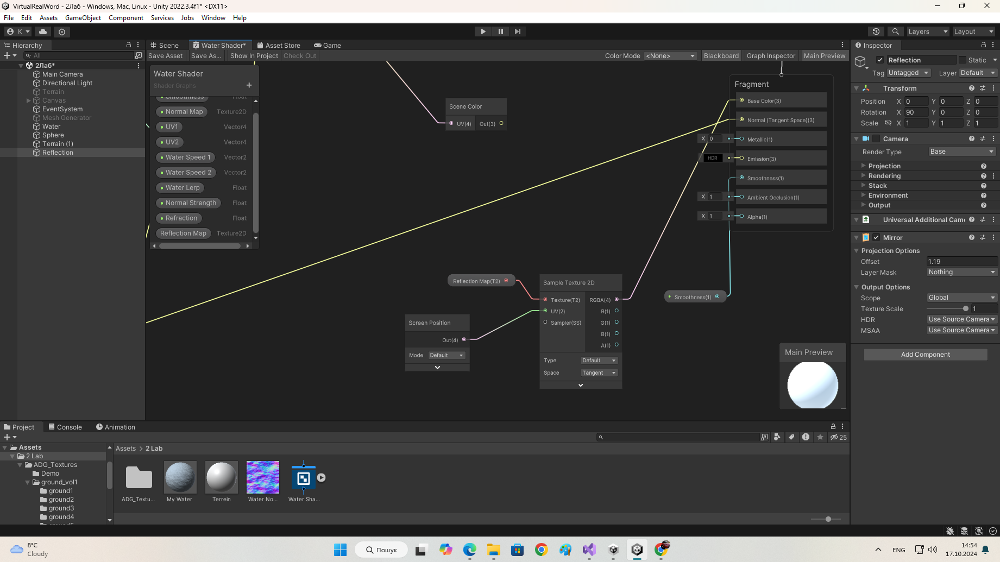 VirtualRealWord - 2Лаб - Windows, Mac, Linux - Unity 2022.3.4f1* <DX11>
File Edit Assets GameObject Component Services Jobs Window Help
K Layers Layout
Hierarchy
All
2Лаб*
Main Camera
Directional Light
Terrain
Canvas
EventSystem
Mesh Generator
Water
Sphere
Terrain (1)
Reflection
Scene Water Shader* Asset Store Game
Save Asset Save As... Show In Project Check Out Color Mode <None> Blackboard Graph Inspector Main Preview
Water Shader
Shader Graphs
Smoothness Float
Normal Map Texture2D
UV1 Vector4
UV2 Vector4
Water Speed 1 Vector2
Water Speed 2 Vector2
Water Lerp Float
Normal Strength Float
Refraction Float
Reflection Map Texture2D
Scene Color
UV(4) Out(3)
Fragment
Base Color(3)
Normal (Tangent Space)(3)
X 0 Metallic(1)
HDR Emission(3)
Smoothness(1)
X 1 Ambient Occlusion(1)
X 1 Alpha(1)
Reflection Map(T2)
Screen Position
Out(4)
Mode Default
Sample Texture 2D
Texture(T2) RGBA(4)
UV(2) R(1)
Sampler(SS) G(1)
B(1)
A(1)
Type Default
Space Tangent
Smoothness(1)
Main Preview
Inspector
Reflection Static
Tag Untagged Layer Default
Transform
Position X 0 Y 0 Z 0
Rotation X 90 Y 0 Z 0
Scale X 1 Y 1 Z 1
Camera
Render Type Base
Projection
Rendering
Stack
Environment
Output
# Universal Additional Came
Mirror
Projection Options
Offset 1.19
Layer Mask Nothing
Output Options
Scope Global
Texture Scale 1
HDR Use Source Camera
MSAA Use Source Camera
Add Component
Project Console Animation
25
Assets
2 Lab
ADG_Textures
Demo
ground_vol1
ground1
ground2
ground3
ground4
Assets > 2 Lab
ADG_Textu...
My Water
Terrein
Water No...
Water Sha...
8°C
Cloudy
Пошук
ENG
14:54
17.10.2024